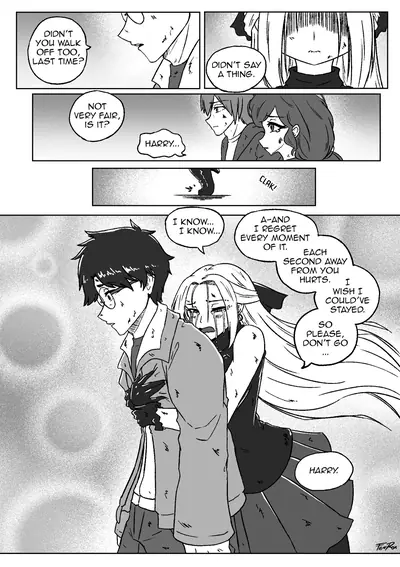 DIDN'T
YOU WALK
OFF TOO,
LAST TIME?
DIDN'T SAY
A THING.
NOT
VERY FAIR,
IS IT?
HARRY...
CLAK!
I KNOW...
I KNOW...
A-AND
I REGRET
EVERY MOMENT
OF IT.
EACH
SECOND AWAY
FROM YOU
HURTS.
I
WISH I
COULD'VE
STAYED.
SO
PLEASE,
DON'T GO
...
HARRY.